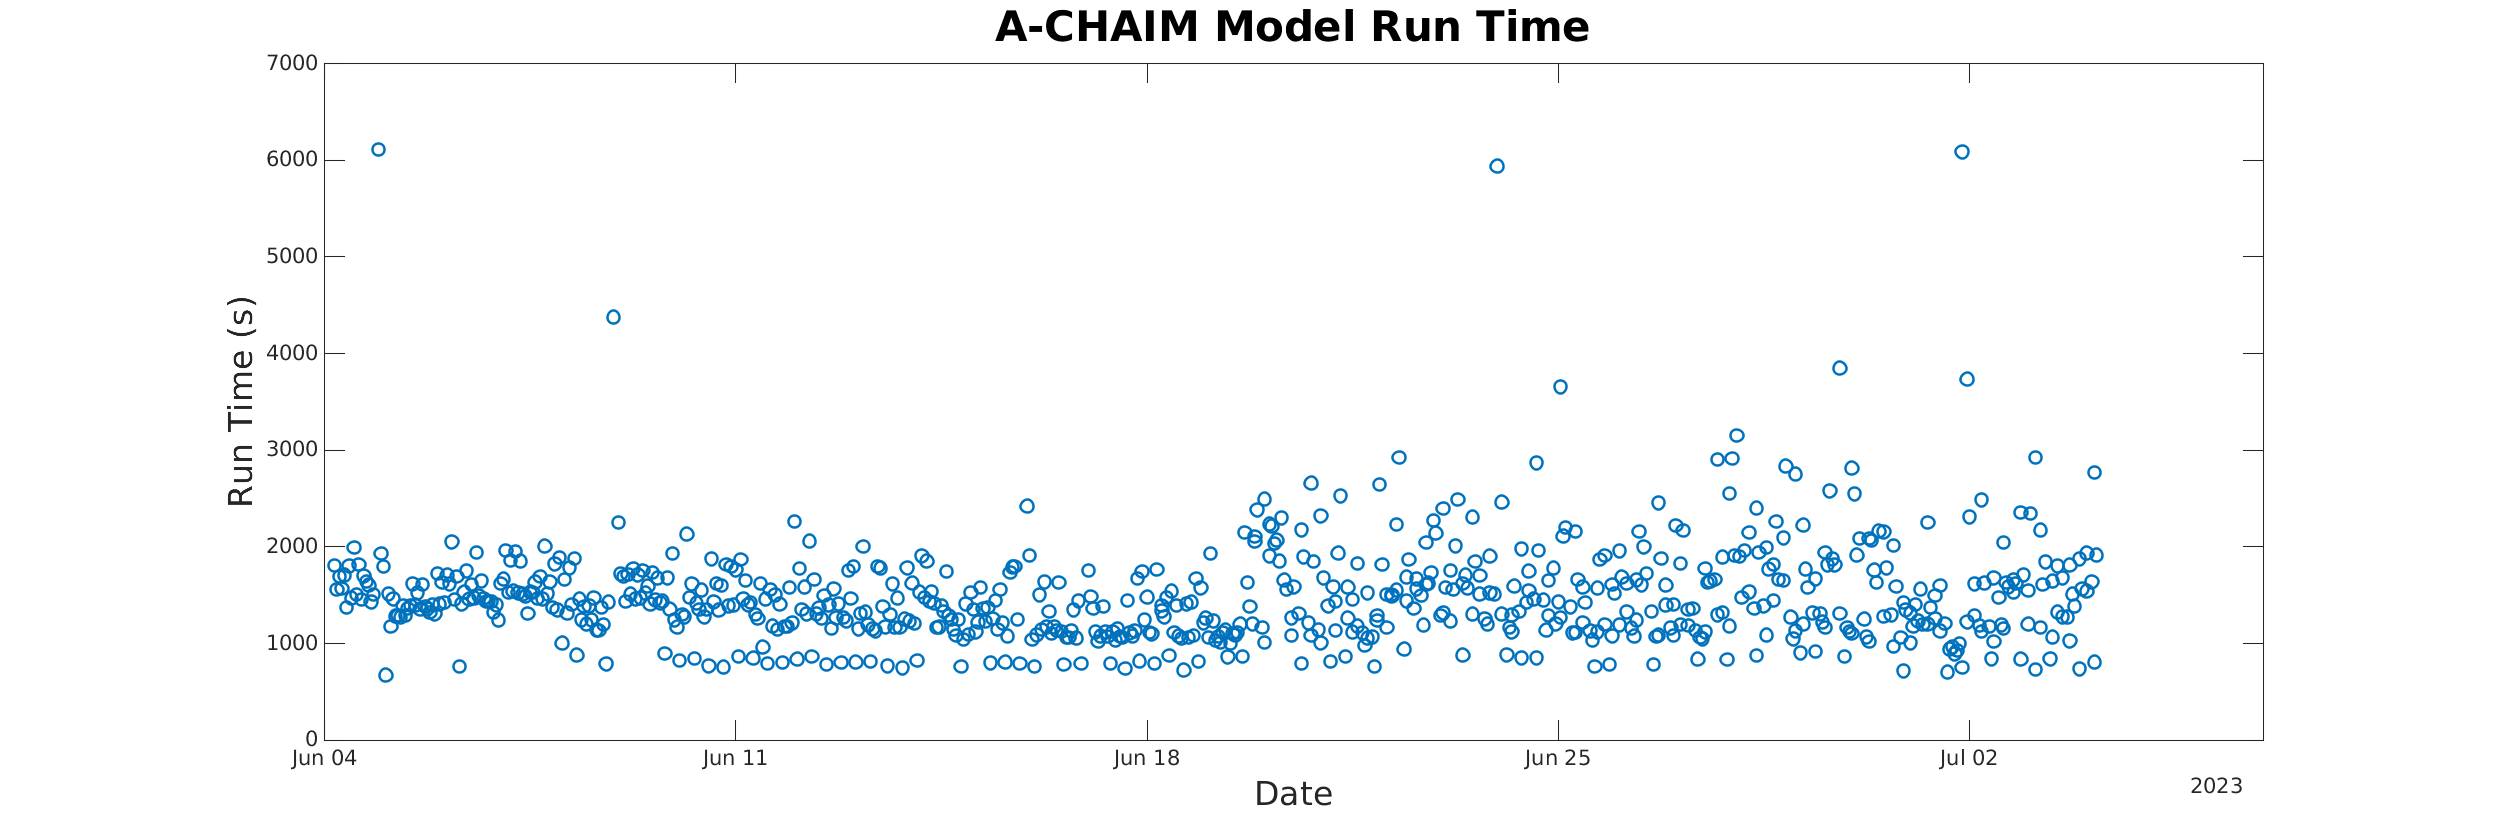 A-CHAIM Model Run Time
7000
6000
5000
4000
3000
2000
1000
0
Run Time (s)
Jun 04
Jun 11
Jun 18
Jun 25
Jul 02
2023
Date